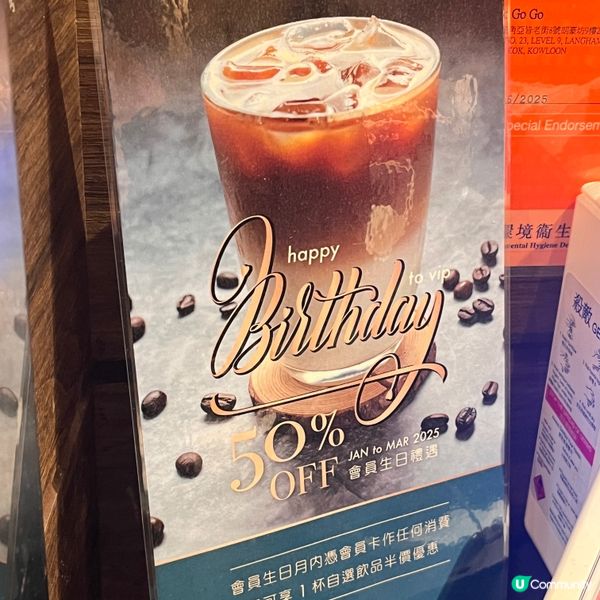 happy
Birthday
to vip
50%
OFF
JAN to MAR 2025
會員生日禮遇
會員生日月內憑會員卡作任何消費
可享 1 杯自選飲品半價優惠
Go Go
NO. 23, LEVEL 9, LANGHAM
KOK, KOWLOON
/2025
Special Endorsem
環境衞生
mental Hygiene De
U Community